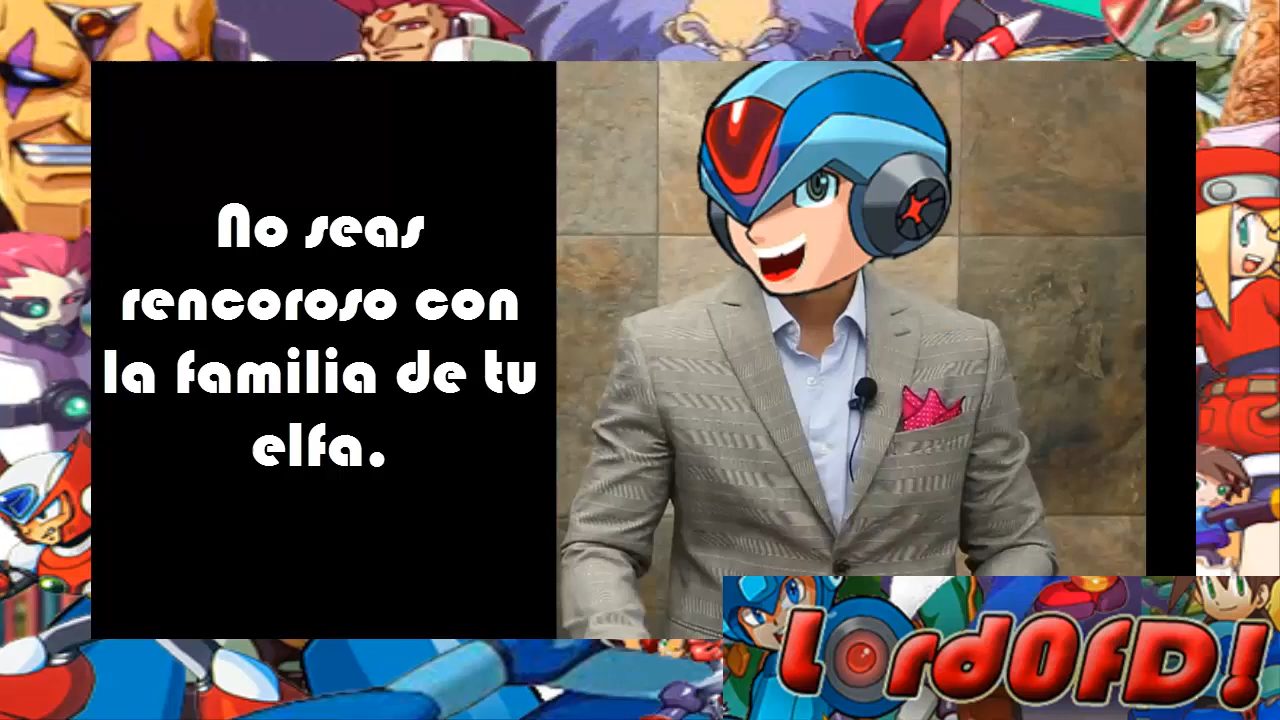 No seas
rencoroso con
la familia de tu
elfa.
LordOfD!